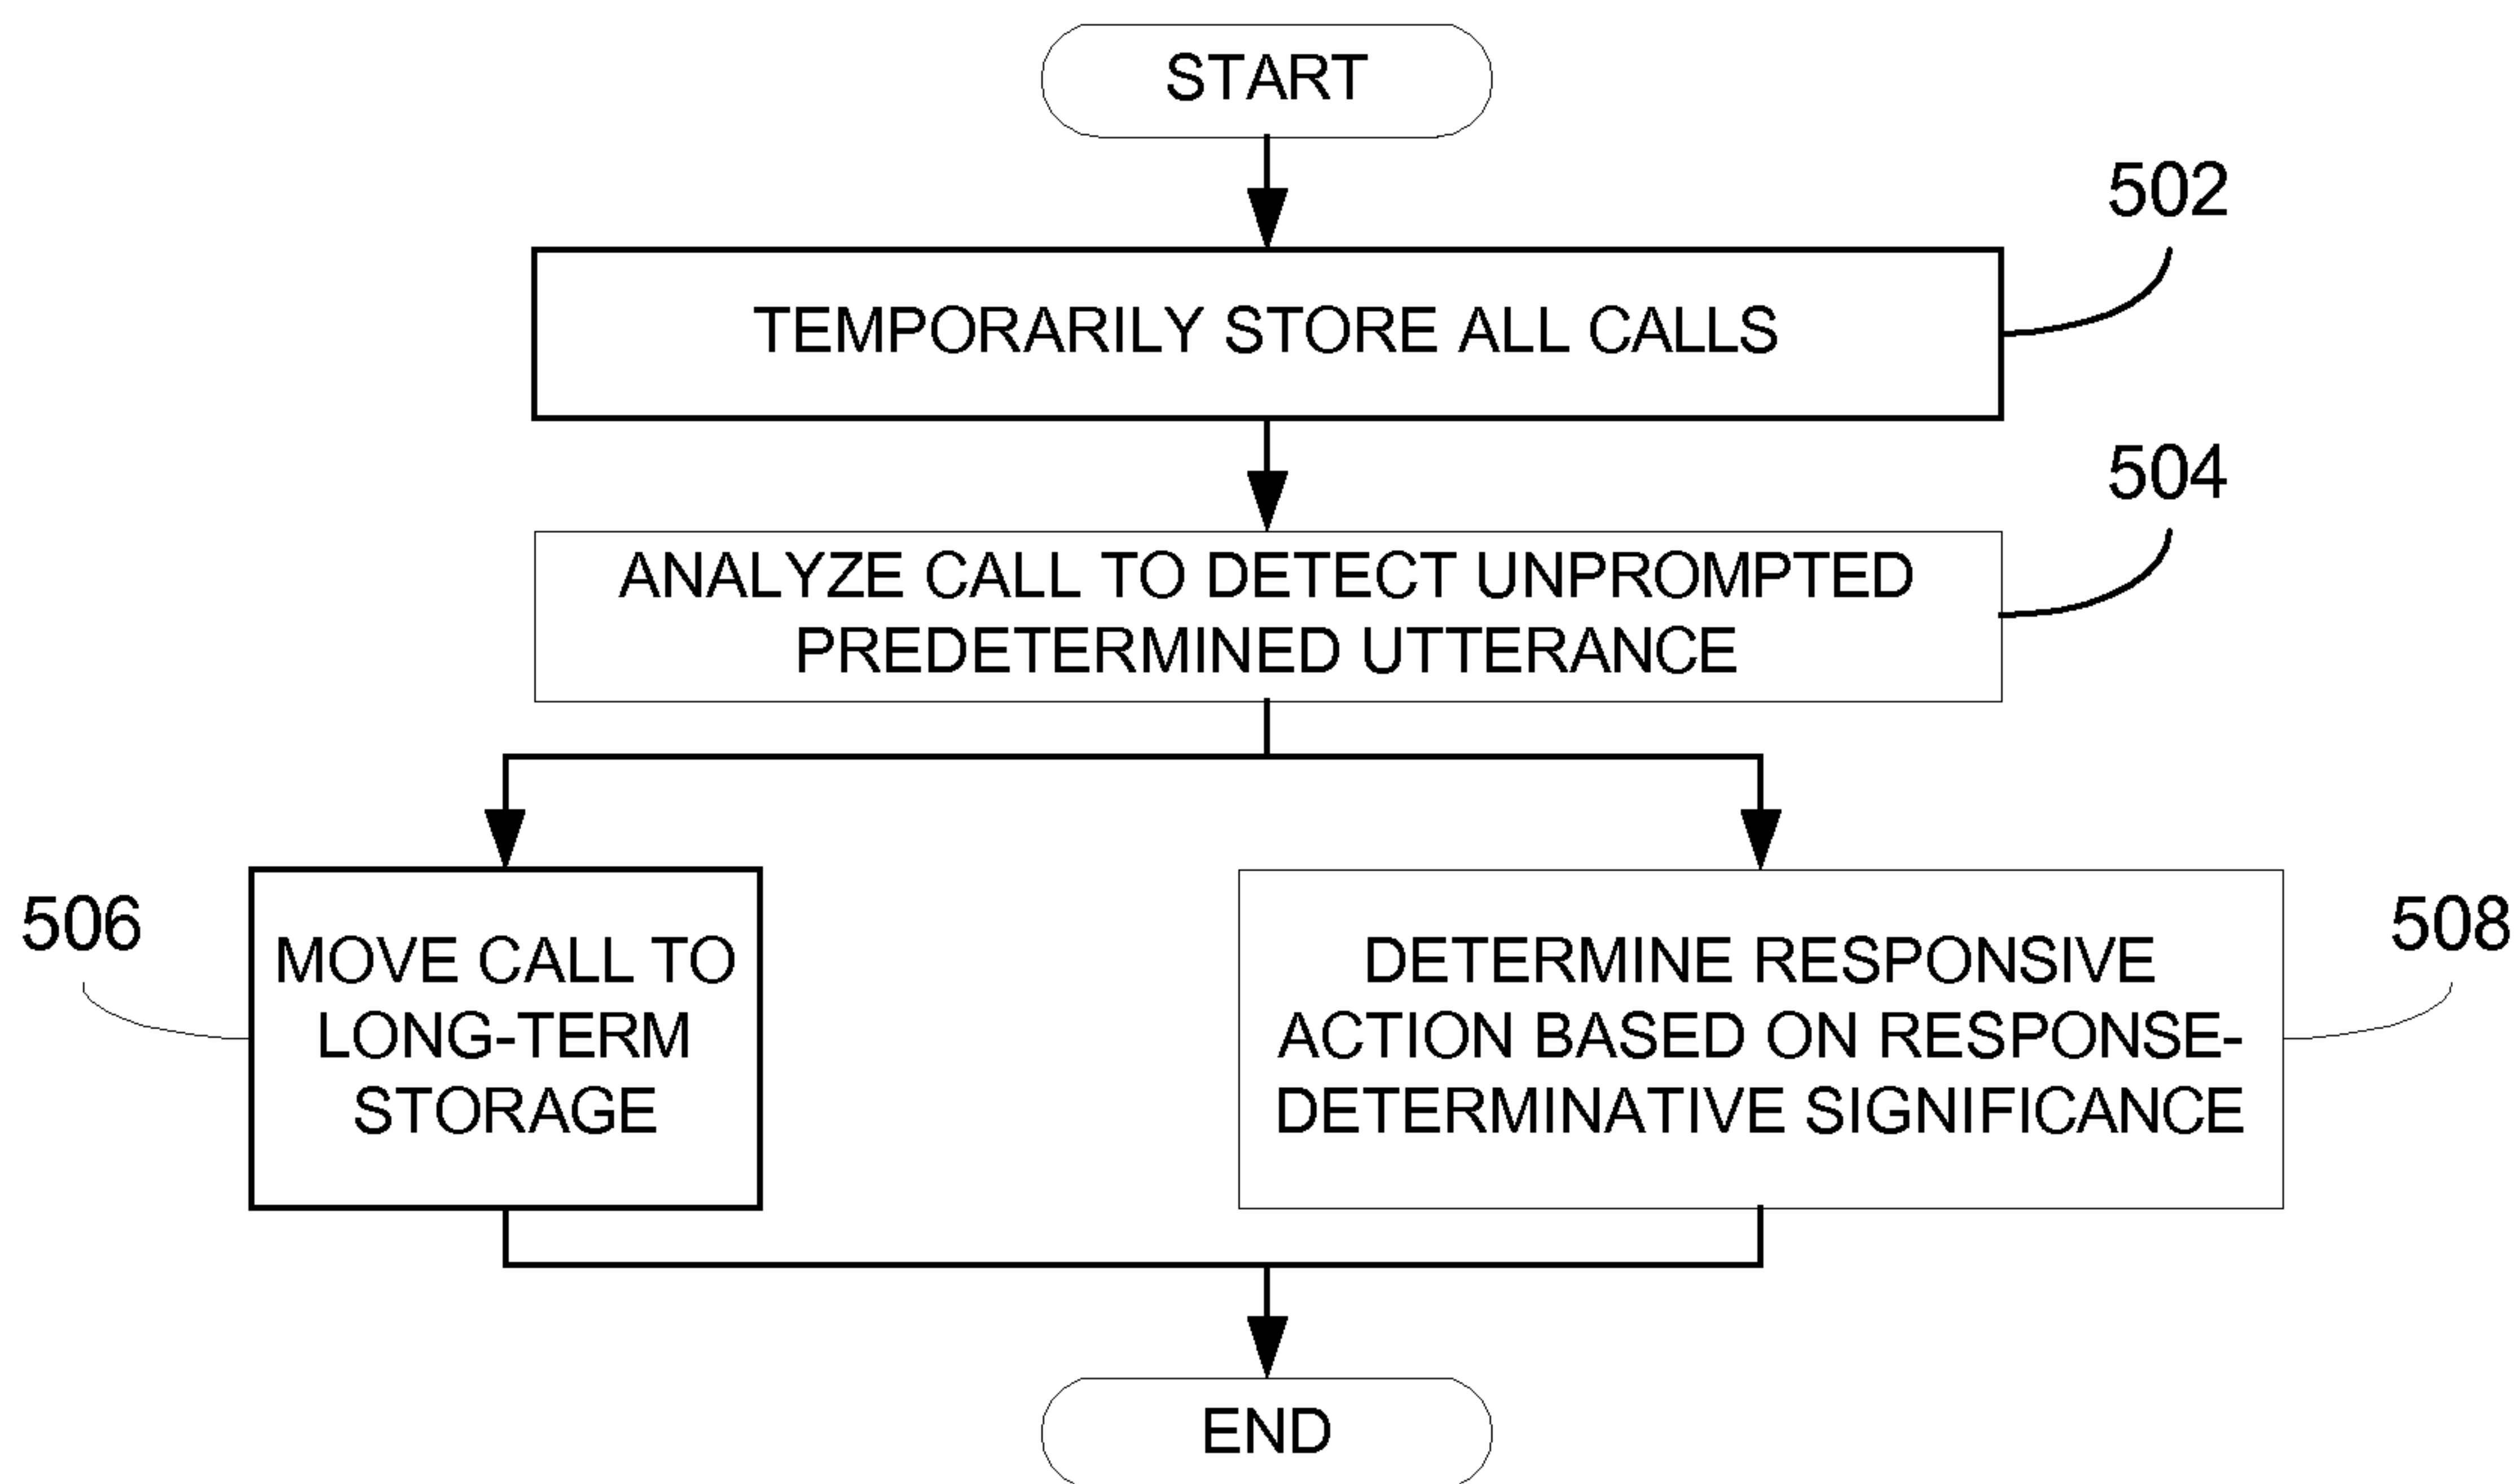 START
502
TEMPORARILY STORE ALL CALLS
504
ANALYZE CALL TO DETECT UNPROMPTED
PREDETERMINED UTTERANCE
506
MOVE CALL TO
LONG-TERM
STORAGE
508
DETERMINE RESPONSIVE
ACTION BASED ON RESPONSE-
DETERMINATIVE SIGNIFICANCE
END